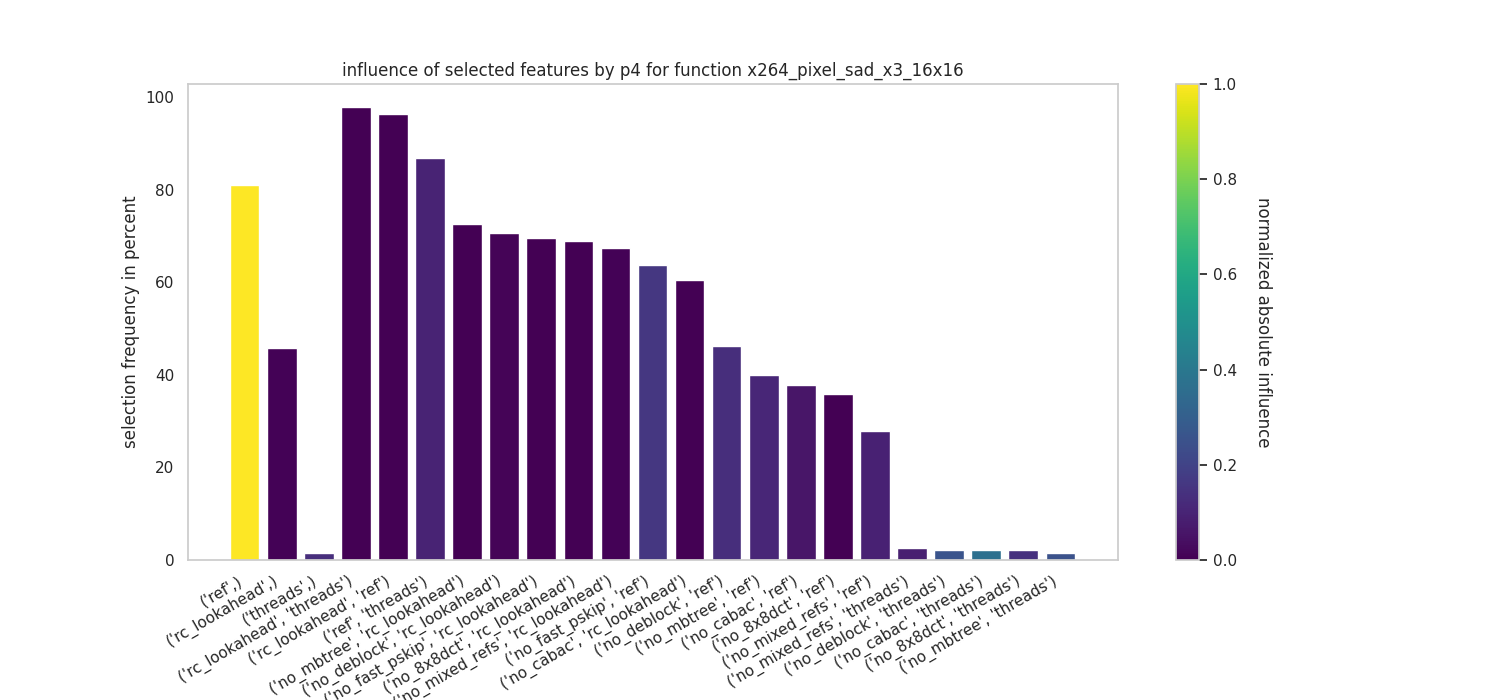 influence of selected features by p4 for function x264_pixel_sad_x3_16x16
selection frequency in percent
100
80
60
40
20
0
('ref',)
('rc_lookahead',)
('threads',)
('rc_lookahead', 'threads')
('rc_lookahead', 'ref')
('ref', 'threads')
('no_mbtree', 'rc_lookahead')
('no_deblock', 'rc_lookahead')
('no_fast_pskip', 'rc_lookahead')
('no_8x8dct', 'rc_lookahead')
('no_mixed_refs', 'rc_lookahead')
('no_fast_pskip', 'ref')
('no_cabac', 'rc_lookahead')
('no_deblock', 'ref')
('no_mbtree', 'ref')
('no_cabac', 'ref')
('no_8x8dct', 'ref')
('no_mixed_refs', 'ref')
('no_mixed_refs', 'threads')
('no_deblock', 'threads')
('no_cabac', 'threads')
('no_8x8dct', 'threads')
('no_mbtree', 'threads')
1.0
0.8
0.6
0.4
0.2
0.0
normalized absolute influence